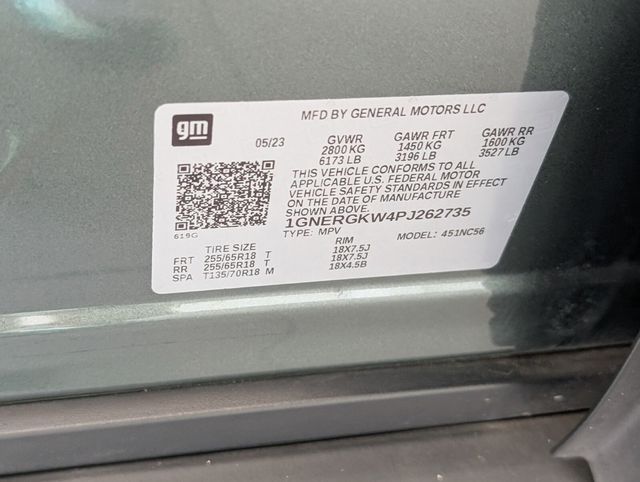 gm
MFD BY GENERAL MOTORS LLC
05/23 GVWR GAWR FRT GAWR RR
2800 KG 1450 KG 1600 KG
6173 LB 3196 LB 3527 LB
THIS VEHICLE CONFORMS TO ALL
APPLICABLE U.S. FEDERAL MOTOR
VEHICLE SAFETY STANDARDS IN EFFECT
ON THE DATE OF MANUFACTURE
SHOWN ABOVE.
1GNERGKW4PJ262735
619G
TYPE: MPV MODEL: 451NC56
TIRE SIZE RIM
FRT 255/65R18 T 18X7.5J
RR 255/65R18 T 18X7.5J
SPA T135/70R18 M 18X4.5B